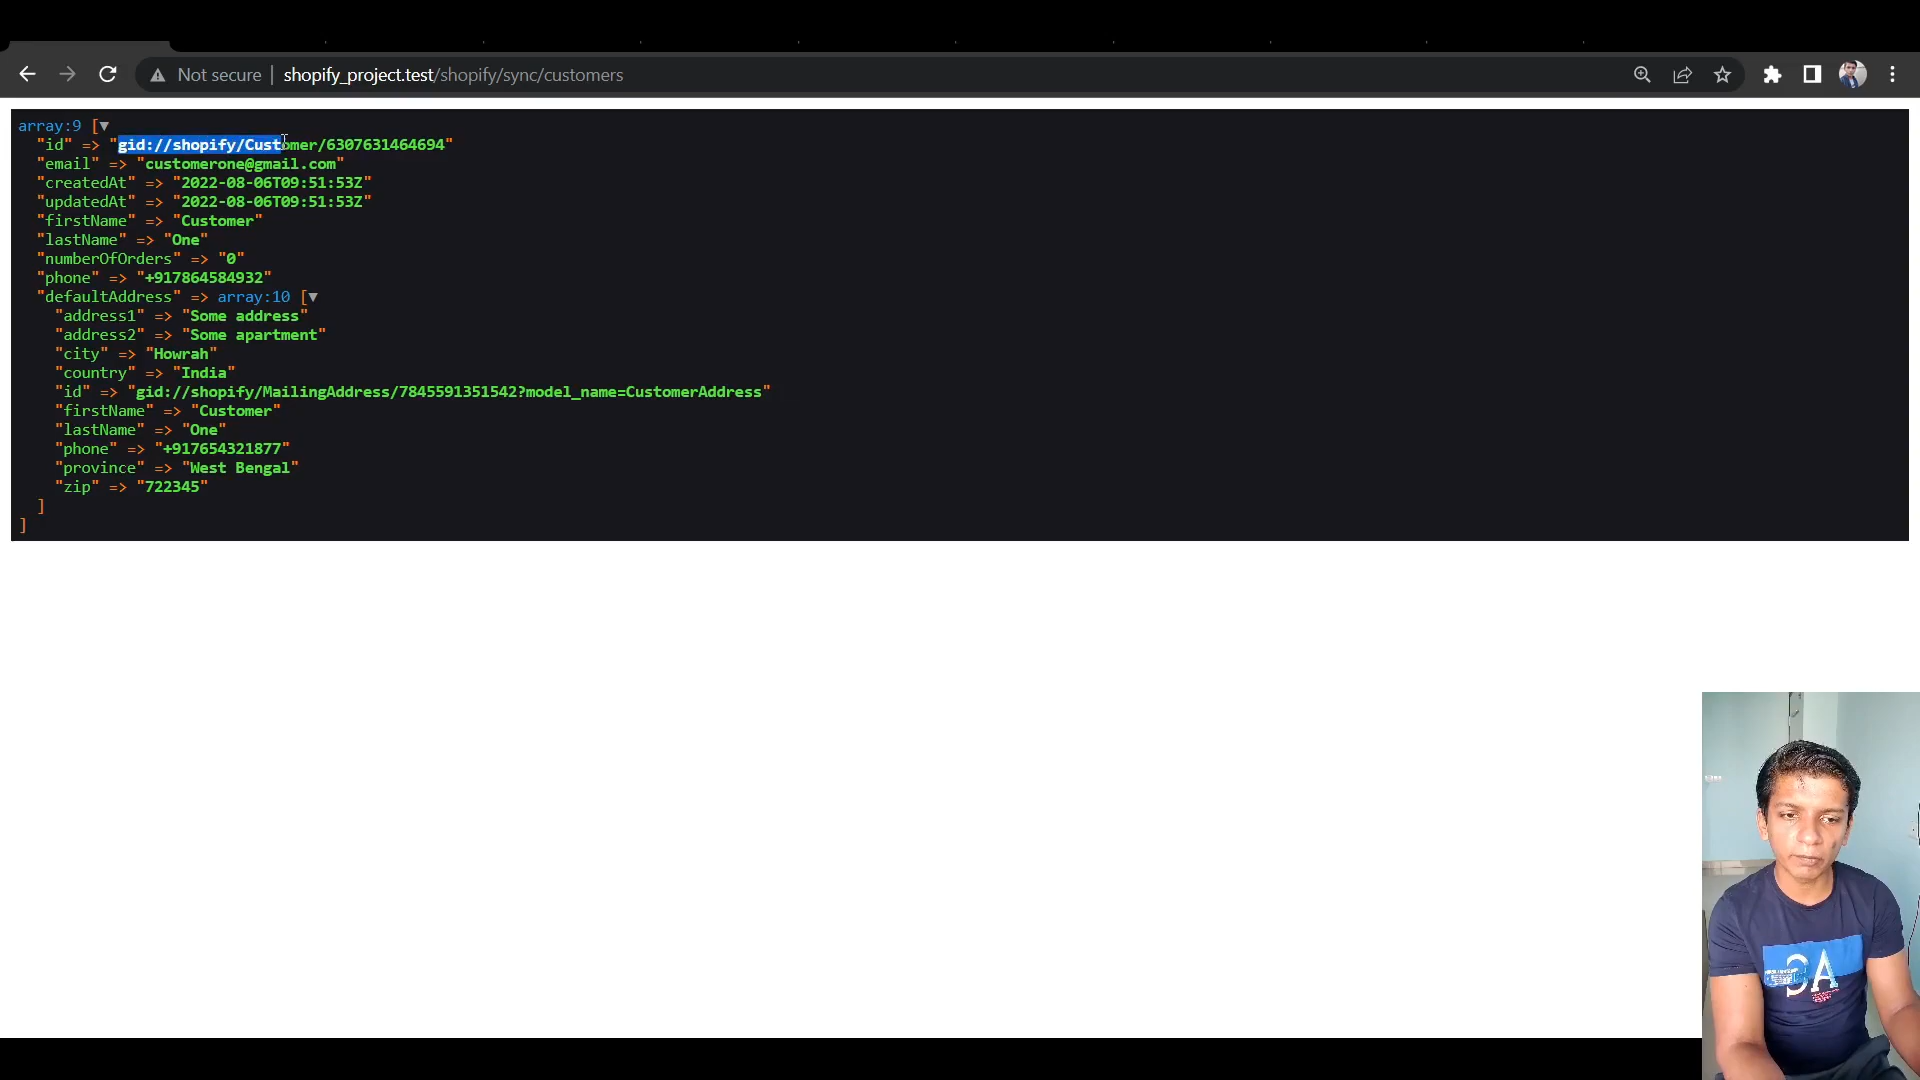 Not secure | shopify_project.test/shopify/sync/customers
array:9 [▼
"id" => "gid://shopify/Customer/6307631464694"
"email" => "customerone@gmail.com"
"createdAt" => "2022-08-06T09:51:53Z"
"updatedAt" => "2022-08-06T09:51:53Z"
"firstName" => "Customer"
"lastName" => "One"
"numberOfOrders" => "0"
"phone" => "+917864584932"
"defaultAddress" => array:10 [▼
"address1" => "Some address"
"address2" => "Some apartment"
"city" => "Howrah"
"country" => "India"
"id" => "gid://shopify/MailingAddress/7845591351542?model_name=CustomerAddress"
"firstName" => "Customer"
"lastName" => "One"
"phone" => "+917654321877"
"province" => "West Bengal"
"zip" => "722345"
]
]